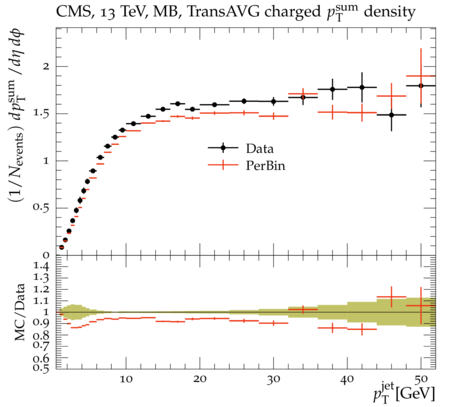 CMS, 13 TeV, MB, TransAVG charged p_T^sum density
(1/N_events) dp_T^sum/dη dϕ
2
1.5
1
0.5
0
Data
PerBin
MC/Data
1.4
1.3
1.2
1.1
1
0.9
0.8
0.7
0.6
0.5
10 20 30 40 50
p_T^jet [GeV]